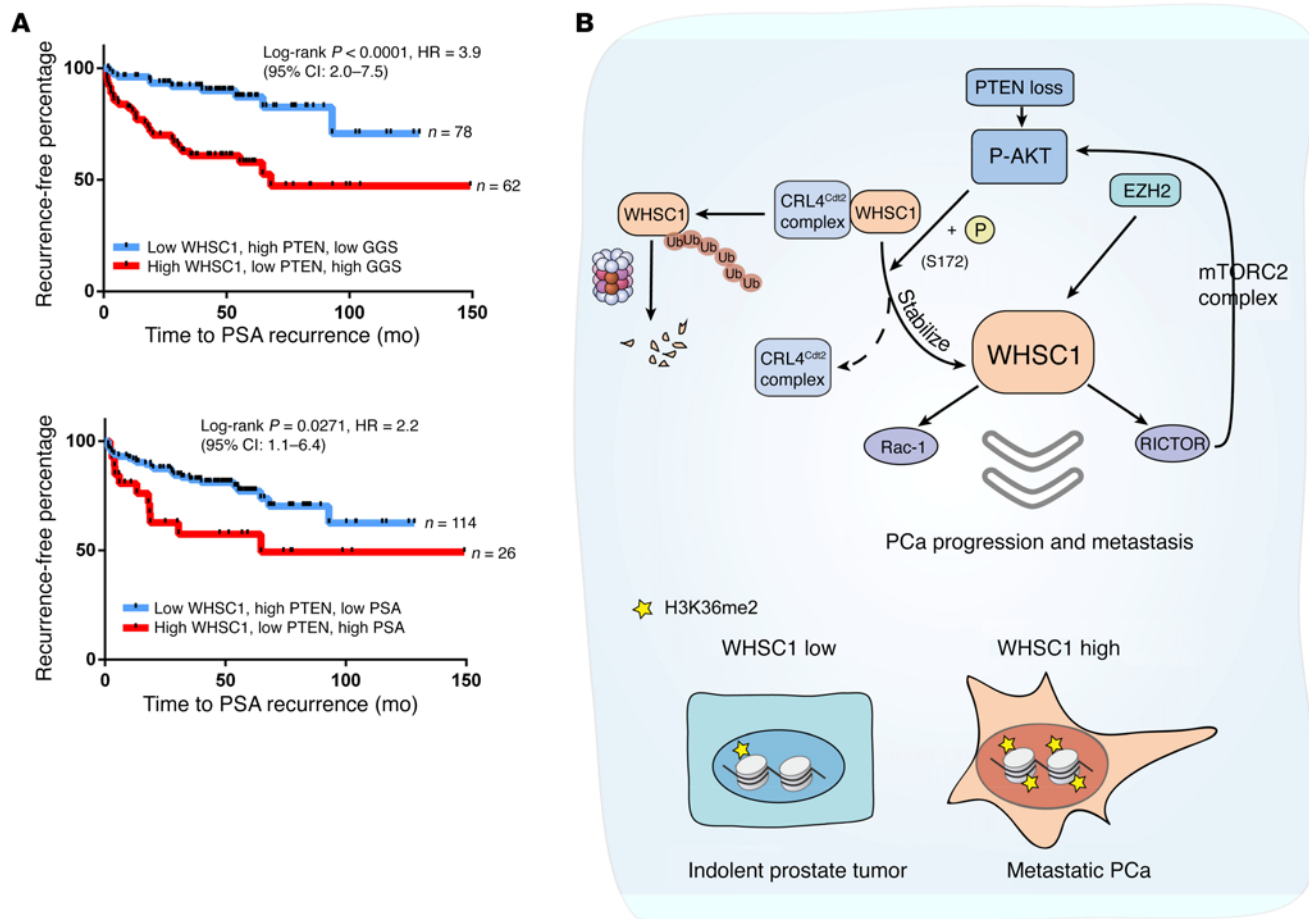 A
Log-rank P < 0.0001, HR = 3.9
(95% CI: 2.0–7.5)
Recurrence-free percentage
100
50
0
n = 78
n = 62
Low WHSC1, high PTEN, low GGS
High WHSC1, low PTEN, high GGS
0
50
100
150
Time to PSA recurrence (mo)
Log-rank P = 0.0271, HR = 2.2
(95% CI: 1.1–6.4)
Recurrence-free percentage
100
50
0
n = 114
n = 26
Low WHSC1, high PTEN, low PSA
High WHSC1, low PTEN, high PSA
0
50
100
150
Time to PSA recurrence (mo)
B
PTEN loss
P-AKT
EZH2
WHSC1
CRL4Cdt2
complex
WHSC1
Ub
Ub
Ub
Ub
Ub
Ub
+ P
(S172)
mTORC2
complex
Stabilize
CRL4Cdt2
complex
WHSC1
Rac-1
RICTOR
PCa progression and metastasis
H3K36me2
WHSC1 low
WHSC1 high
Indolent prostate tumor
Metastatic PCa